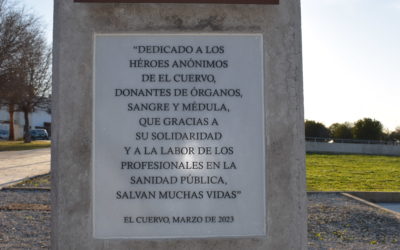 “DEDICADO A LOS
HÉROES ANÓNIMOS
DE EL CUERVO,
DONANTES DE ÓRGANOS,
SANGRE Y MÉDULA,
QUE GRACIAS A
SU SOLIDARIDAD
Y A LA LABOR DE LOS
PROFESIONALES EN LA
SANIDAD PÚBLICA,
SALVAN MUCHAS VIDAS”
EL CUERVO, MARZO DE 2023